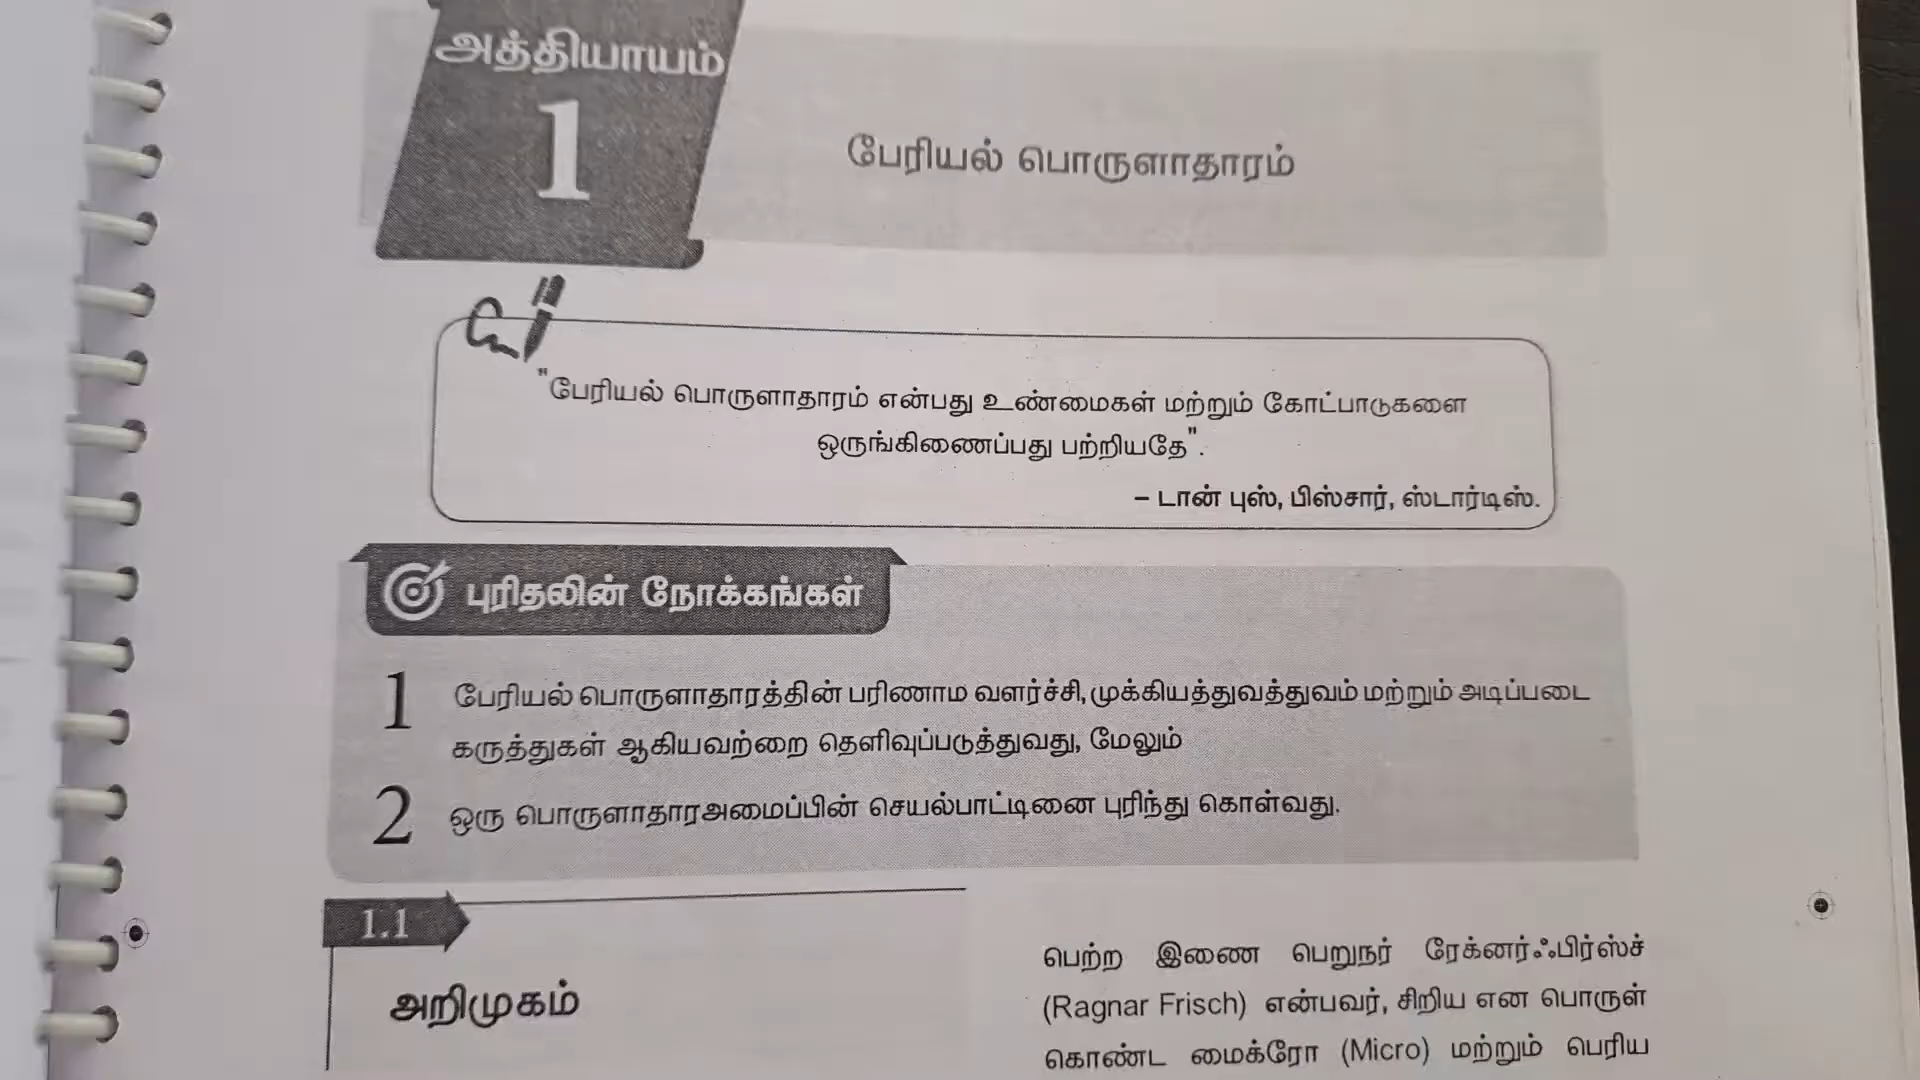 அத்தியாயம்
1
பேரியல் பொருளாதாரம்
"பேரியல் பொருளாதாரம் என்பது உண்மைகள் மற்றும் கோட்பாடுகளை
ஒருங்கிணைப்பது பற்றியதே".
– டான் புஸ், பிஸ்சார், ஸ்டார்டிஸ்.
புரிதலின் நோக்கங்கள்
1 பேரியல் பொருளாதாரத்தின் பரிணாம வளர்ச்சி, முக்கியத்துவத்துவம் மற்றும் அடிப்படை
கருத்துகள் ஆகியவற்றை தெளிவுப்படுத்துவது, மேலும்
2 ஒரு பொருளாதாரஅமைப்பின் செயல்பாட்டினை புரிந்து கொள்வது.
1.1
அறிமுகம்
பெற்ற இணை பெறுநர் ரேக்னர்ஃபிர்ஸ்ச்
(Ragnar Frisch) என்பவர், சிறிய என பொருள்
கொண்ட மைக்ரோ (Micro) மற்றும் பெரிய